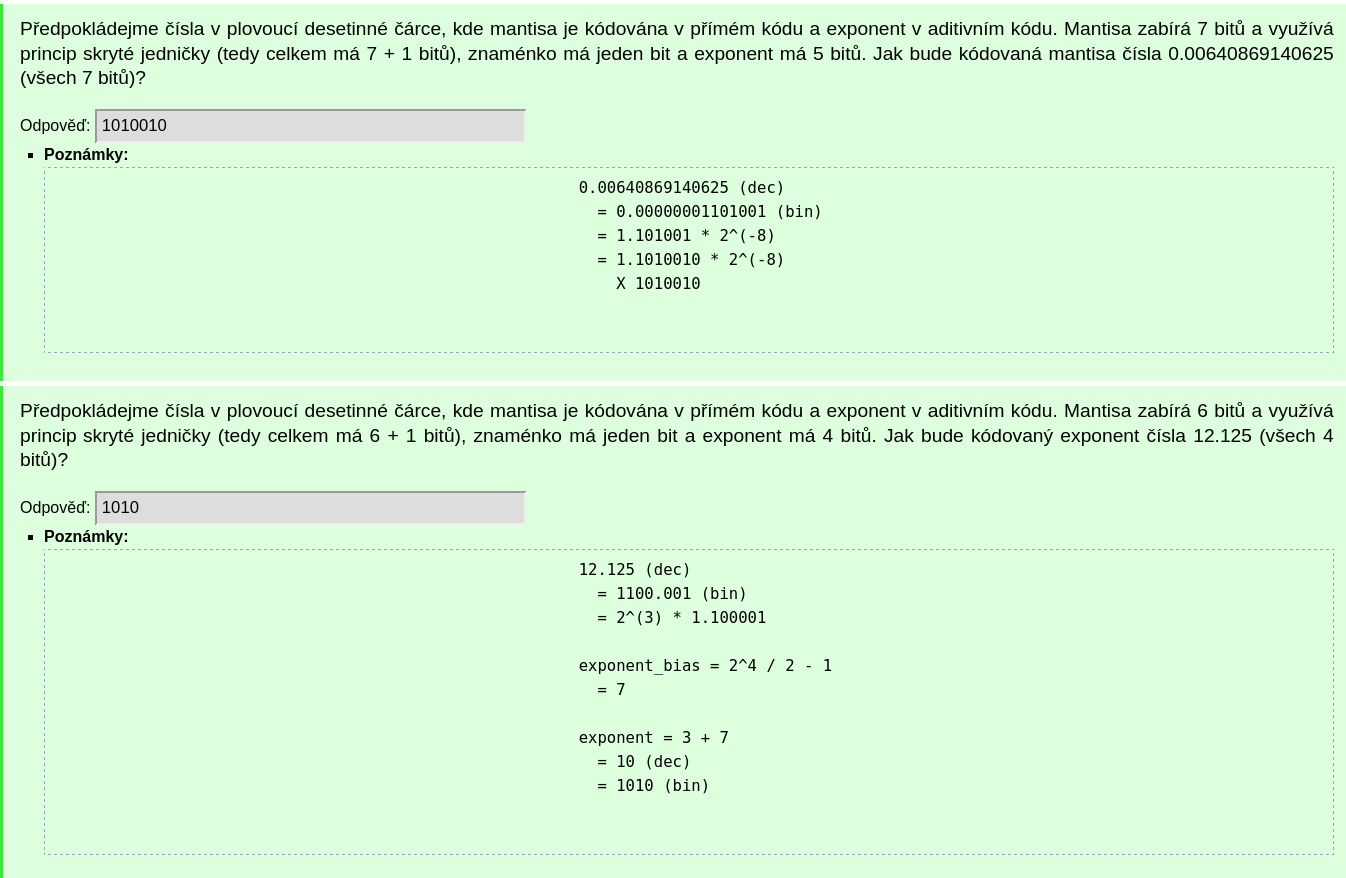 Předpokládejme čísla v plovoucí desetinné čárce, kde mantisa je kódována v přímém kódu a exponent v aditivním kódu. Mantisa zabírá 7 bitů a využívá
princip skryté jedničky (tedy celkem má 7 + 1 bitů), znaménko má jeden bit a exponent má 5 bitů. Jak bude kódovaná mantisa čísla 0.00640869140625
(všech 7 bitů)?
Odpověď: 1010010
Poznámky:
0.00640869140625 (dec)
= 0.00000001101001 (bin)
= 1.101001 * 2^(-8)
= 1.1010010 * 2^(-8)
X 1010010
Předpokládejme čísla v plovoucí desetinné čárce, kde mantisa je kódována v přímém kódu a exponent v aditivním kódu. Mantisa zabírá 6 bitů a využívá
princip skryté jedničky (tedy celkem má 6 + 1 bitů), znaménko má jeden bit a exponent má 4 bitů. Jak bude kódovaný exponent čísla 12.125 (všech 4
bitů)?
Odpověď: 1010
Poznámky:
12.125 (dec)
= 1100.001 (bin)
= 2^(3) * 1.100001
exponent_bias = 2^4 / 2 - 1
= 7
exponent = 3 + 7
= 10 (dec)
= 1010 (bin)